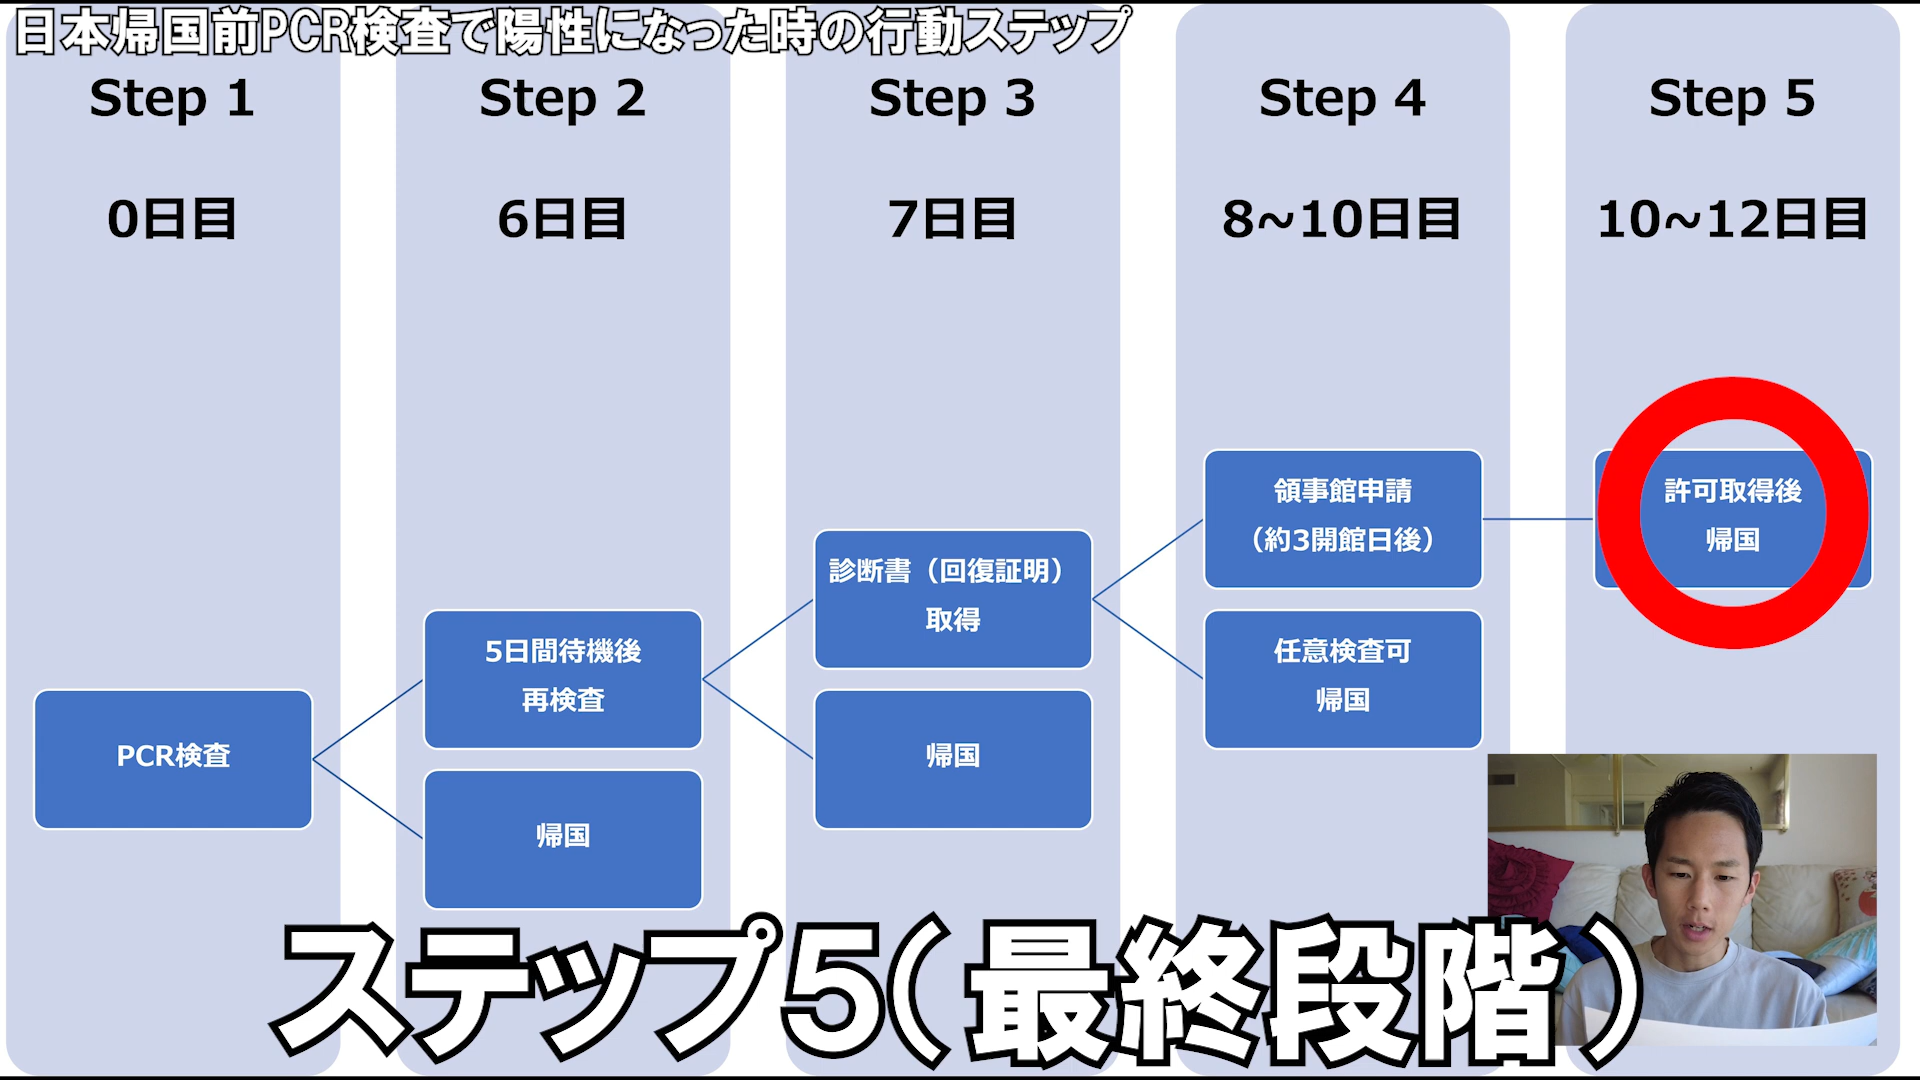 日本帰国前PCR検査で陽性になった時の行動ステップ
Step 1
0日目
PCR検査
Step 2
6日目
5日間待機後
再検査
帰国
Step 3
7日目
診断書（回復証明）
取得
帰国
Step 4
8~10日目
領事館申請
（約3開館日後）
任意検査可
帰国
Step 5
10~12日目
許可取得後
帰国
ステップ5（最終段階）